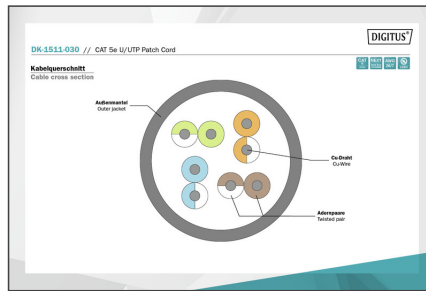 DIGITUS®
DK-1511-030 // CAT 5e U/UTP Patch Cord
Kabelquerschnitt
Cable cross section
Außenmantel
Outer jacket
Cu-Draht
Cu-Wire
Adernpaare
Twisted pair